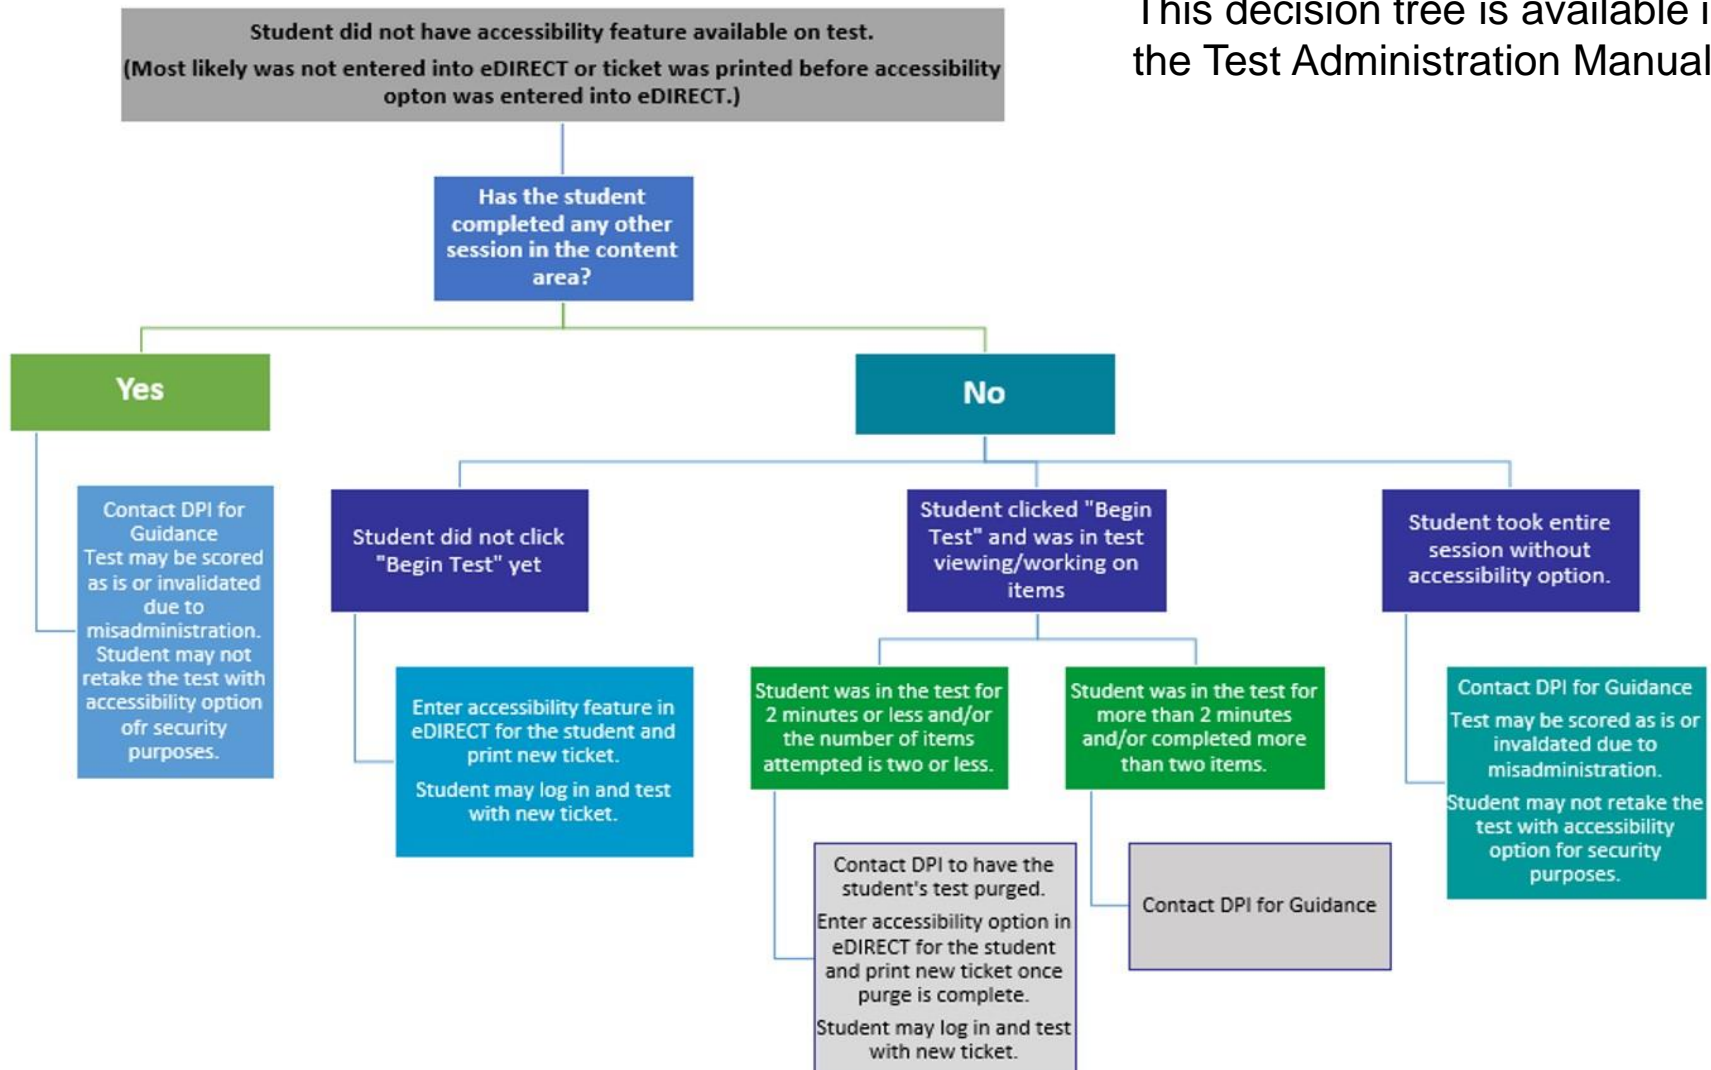 This decision tree is available i
the Test Administration Manual
Student did not have accessibility feature available on test.
(Most likely was not entered into eDIRECT or ticket was printed before accessibility
opton was entered into eDIRECT.)
Has the student
completed any other
session in the content
area?
Yes
No
Contact DPI for
Guidance
Test may be scored
as is or invalidated
due to
misadministration.
Student may not
retake the test with
accessibility option
ofr security
purposes.
Student did not click
"Begin Test" yet
Enter accessibility feature in
eDIRECT for the student and
print new ticket.
Student may log in and test
with new ticket.
Student clicked "Begin
Test" and was in test
viewing/working on
items
Student was in the test for
2 minutes or less and/or
the number of items
attempted is two or less.
Contact DPI to have the
student's test purged.
Enter accessibility option in
eDIRECT for the student
and print new ticket once
purge is complete.
Student may log in and test
with new ticket.
Student was in the test for
more than 2 minutes
and/or completed more
than two items.
Contact DPI for Guidance
Student took entire
session without
accessibility option.
Contact DPI for Guidance
Test may be scored as is or
invaldated due to
misadministration.
Student may not retake the
test with accessibility
option for security
purposes.